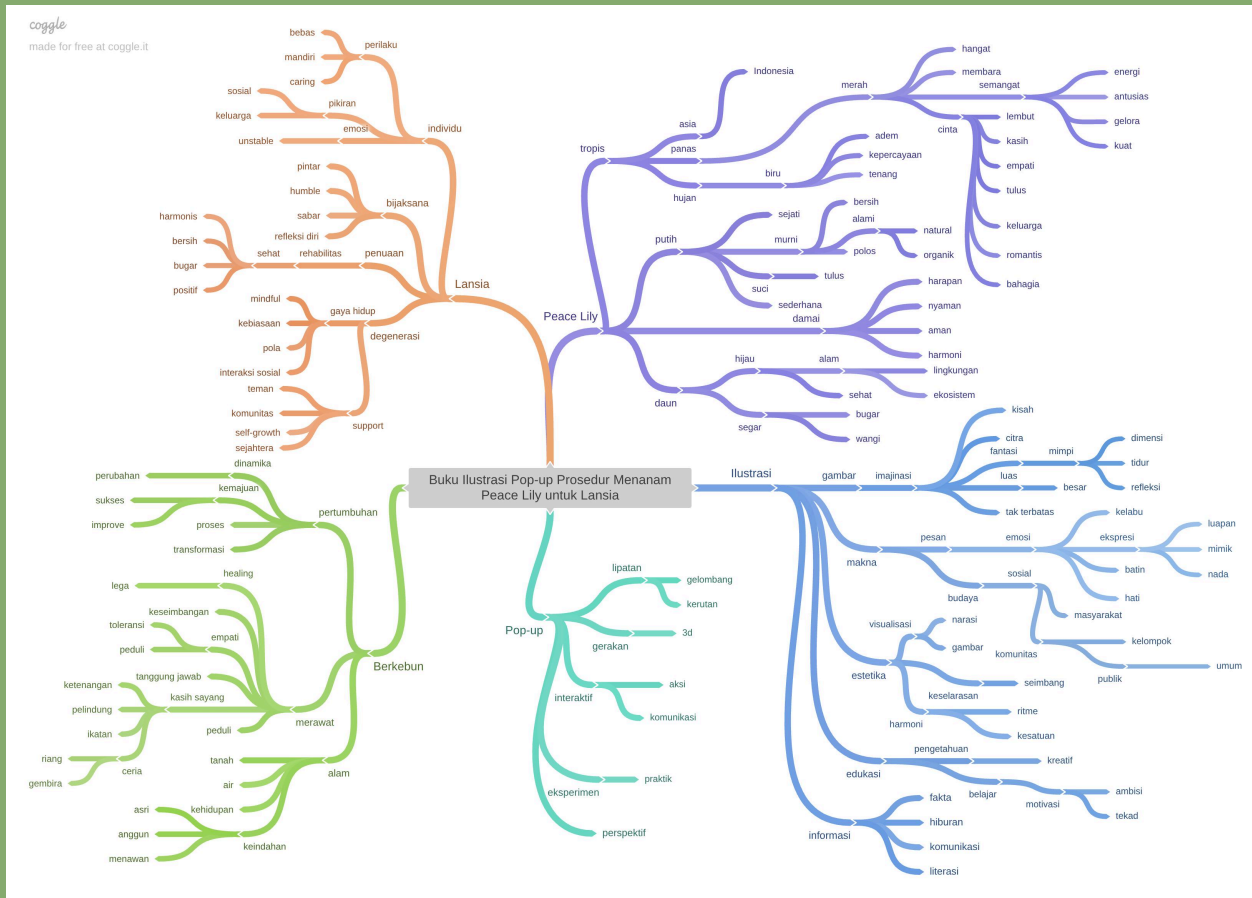 coggle
made for free at coggle.it
Buku Ilustrasi Pop-up Prosedur Menanam
Peace Lily untuk Lansia
Lansia
individu
perilaku
bebas
mandiri
caring
pikiran
sosial
keluarga
emosi
unstable
bijaksana
pintar
humble
sabar
refleksi diri
penuaan
rehabilitas
sehat
harmonis
bersih
bugar
positif
degenerasi
gaya hidup
mindful
kebiasaan
pola
interaksi sosial
support
teman
komunitas
self-growth
sejahtera
Peace Lily
tropis
asia
Indonesia
panas
merah
hangat
membara
semangat
energi
antusias
gelora
kuat
cinta
lembut
kasih
empati
tulus
keluarga
romantis
bahagia
hujan
biru
adem
kepercayaan
tenang
putih
sejati
murni
bersih
alami
natural
organik
polos
suci
tulus
sederhana
damai
harapan
nyaman
aman
harmoni
daun
hijau
alam
lingkungan
ekosistem
sehat
segar
bugar
wangi
Ilustrasi
gambar
imajinasi
kisah
citra
fantasi
mimpi
dimensi
tidur
refleksi
luas
besar
tak terbatas
makna
pesan
emosi
kelabu
ekspresi
luapan
mimik
nada
batin
hati
budaya
sosial
masyarakat
komunitas
kelompok
publik
umum
estetika
visualisasi
narasi
gambar
keselarasan
seimbang
harmoni
ritme
kesatuan
edukasi
pengetahuan
kreatif
belajar
motivasi
ambisi
tekad
informasi
fakta
hiburan
komunikasi
literasi
Pop-up
lipatan
gelombang
kerutan
gerakan
3d
interaktif
aksi
komunikasi
eksperimen
praktik
perspektif
Berkebun
pertumbuhan
dinamika
perubahan
kemajuan
sukses
improve
proses
transformasi
merawat
healing
lega
keseimbangan
empati
toleransi
peduli
tanggung jawab
kasih sayang
ketenangan
pelindung
ikatan
ceria
riang
gembira
peduli
alam
tanah
air
kehidupan
keindahan
asri
anggun
menawan